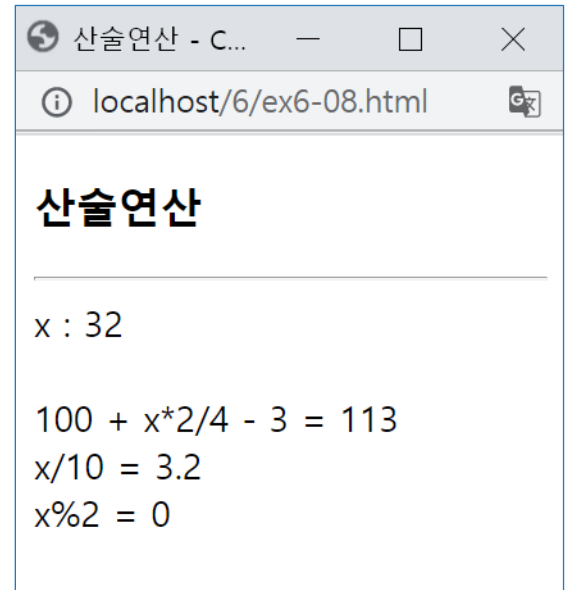 산술연산 - C...
localhost/6/ex6-08.html
산술연산
x : 32
100 + x*2/4 - 3 = 113
x/10 = 3.2
x%2 = 0